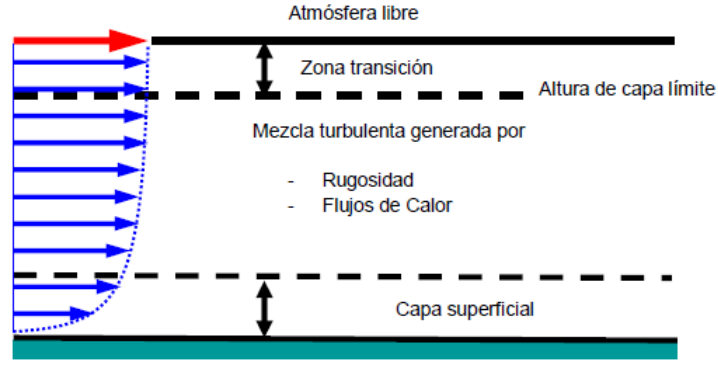 Atmósfera libre
Zona transición
Altura de capa límite
Mezcla turbulenta generada por
- Rugosidad
- Flujos de Calor
Capa superficial